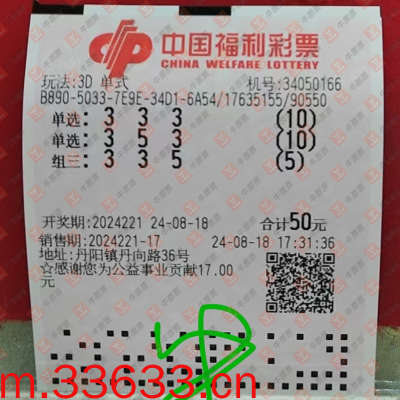 中国福利彩票
CHINA WELFARE LOTTERY
玩法:3D 单式 机号:34050166
B890-5033-7E9E-34D1-6A54/17635155/90550
单选: 3 3 3 (10)
单选: 3 5 3 (10)
组三: 3 3 5 (5)
开奖期:2024221 24-08-18 合计50元
销售期:2024221-17 24-08-18 17:31:36
地址:丹阳镇丹向路36号
☆感谢您为公益事业贡献17.00
元
m.33633.cn